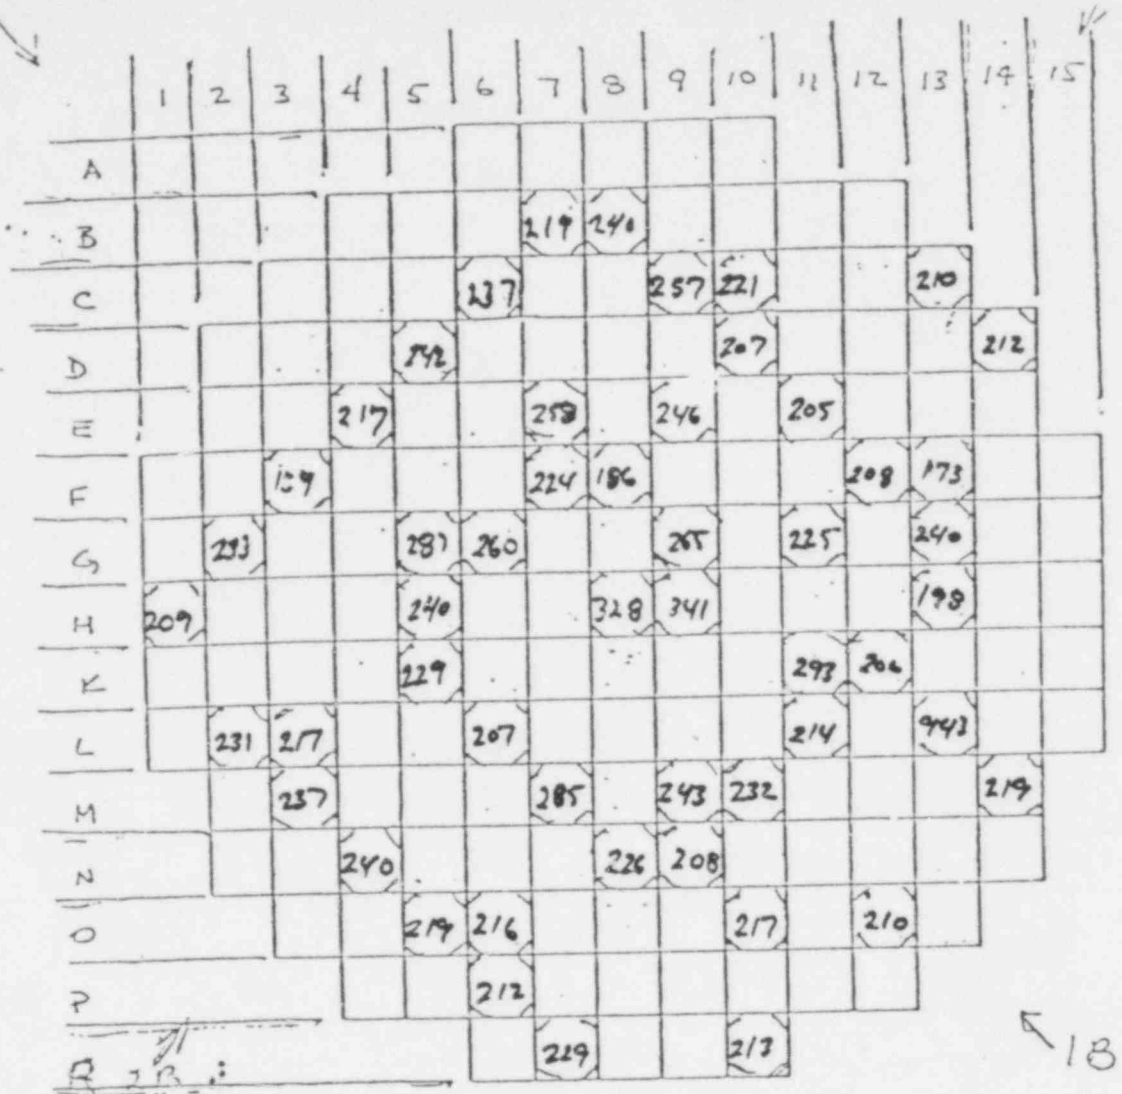 1 2 3 4 5 6 7 8 9 10 11 12 13 14 15
A
B 219 240
C 237 257 221 210
D 242 207 212
E 217 258 246 205
F 224 186 208 173
G 233 287 260 265 225 240
H 209 240 328 341 198
K 229 293 206
L 231 217 207 214 943
M 237 285 243 232 219
N 240 226 208
O 219 216 217 210
P 212
R 229 213
18